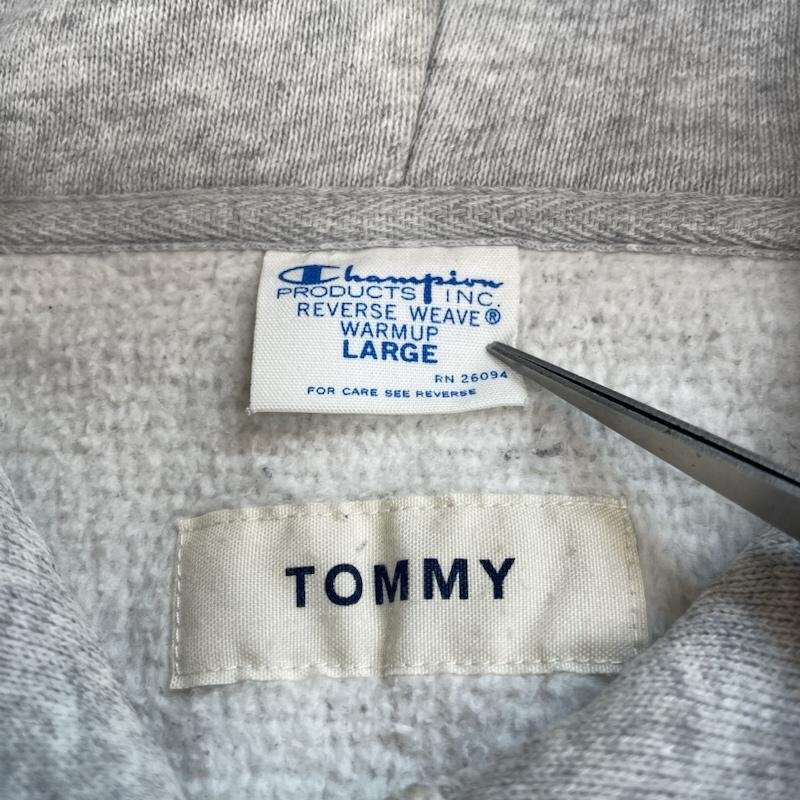 Champion
PRODUCTS INC.
REVERSE WEAVE®
WARMUP
LARGE
RN 26094
FOR CARE SEE REVERSE
TOMMY